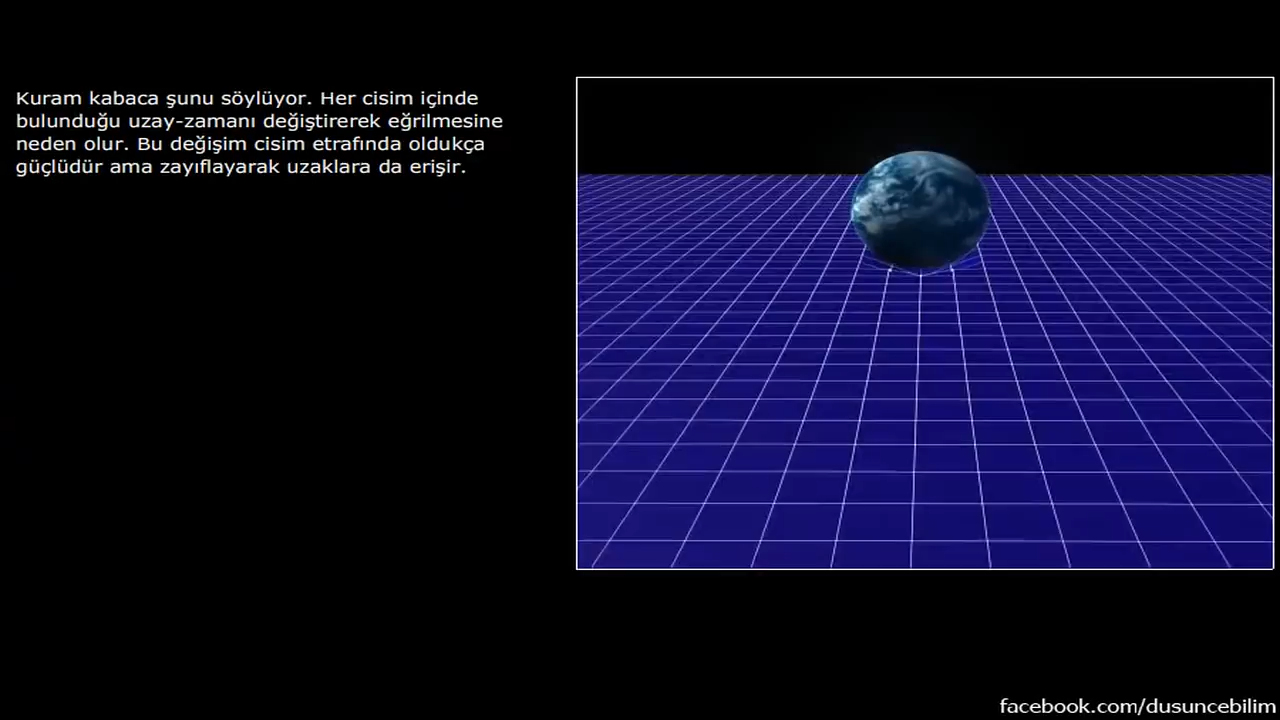 Kuram kabaca şunu söylüyor. Her cisim içinde
bulunduğu uzay-zamanı değiştirerek eğrilmesine
neden olur. Bu değişim cisim etrafında oldukça
güçlüdür ama zayıflayarak uzaklara da erişir.
facebook.com/dusuncebilim